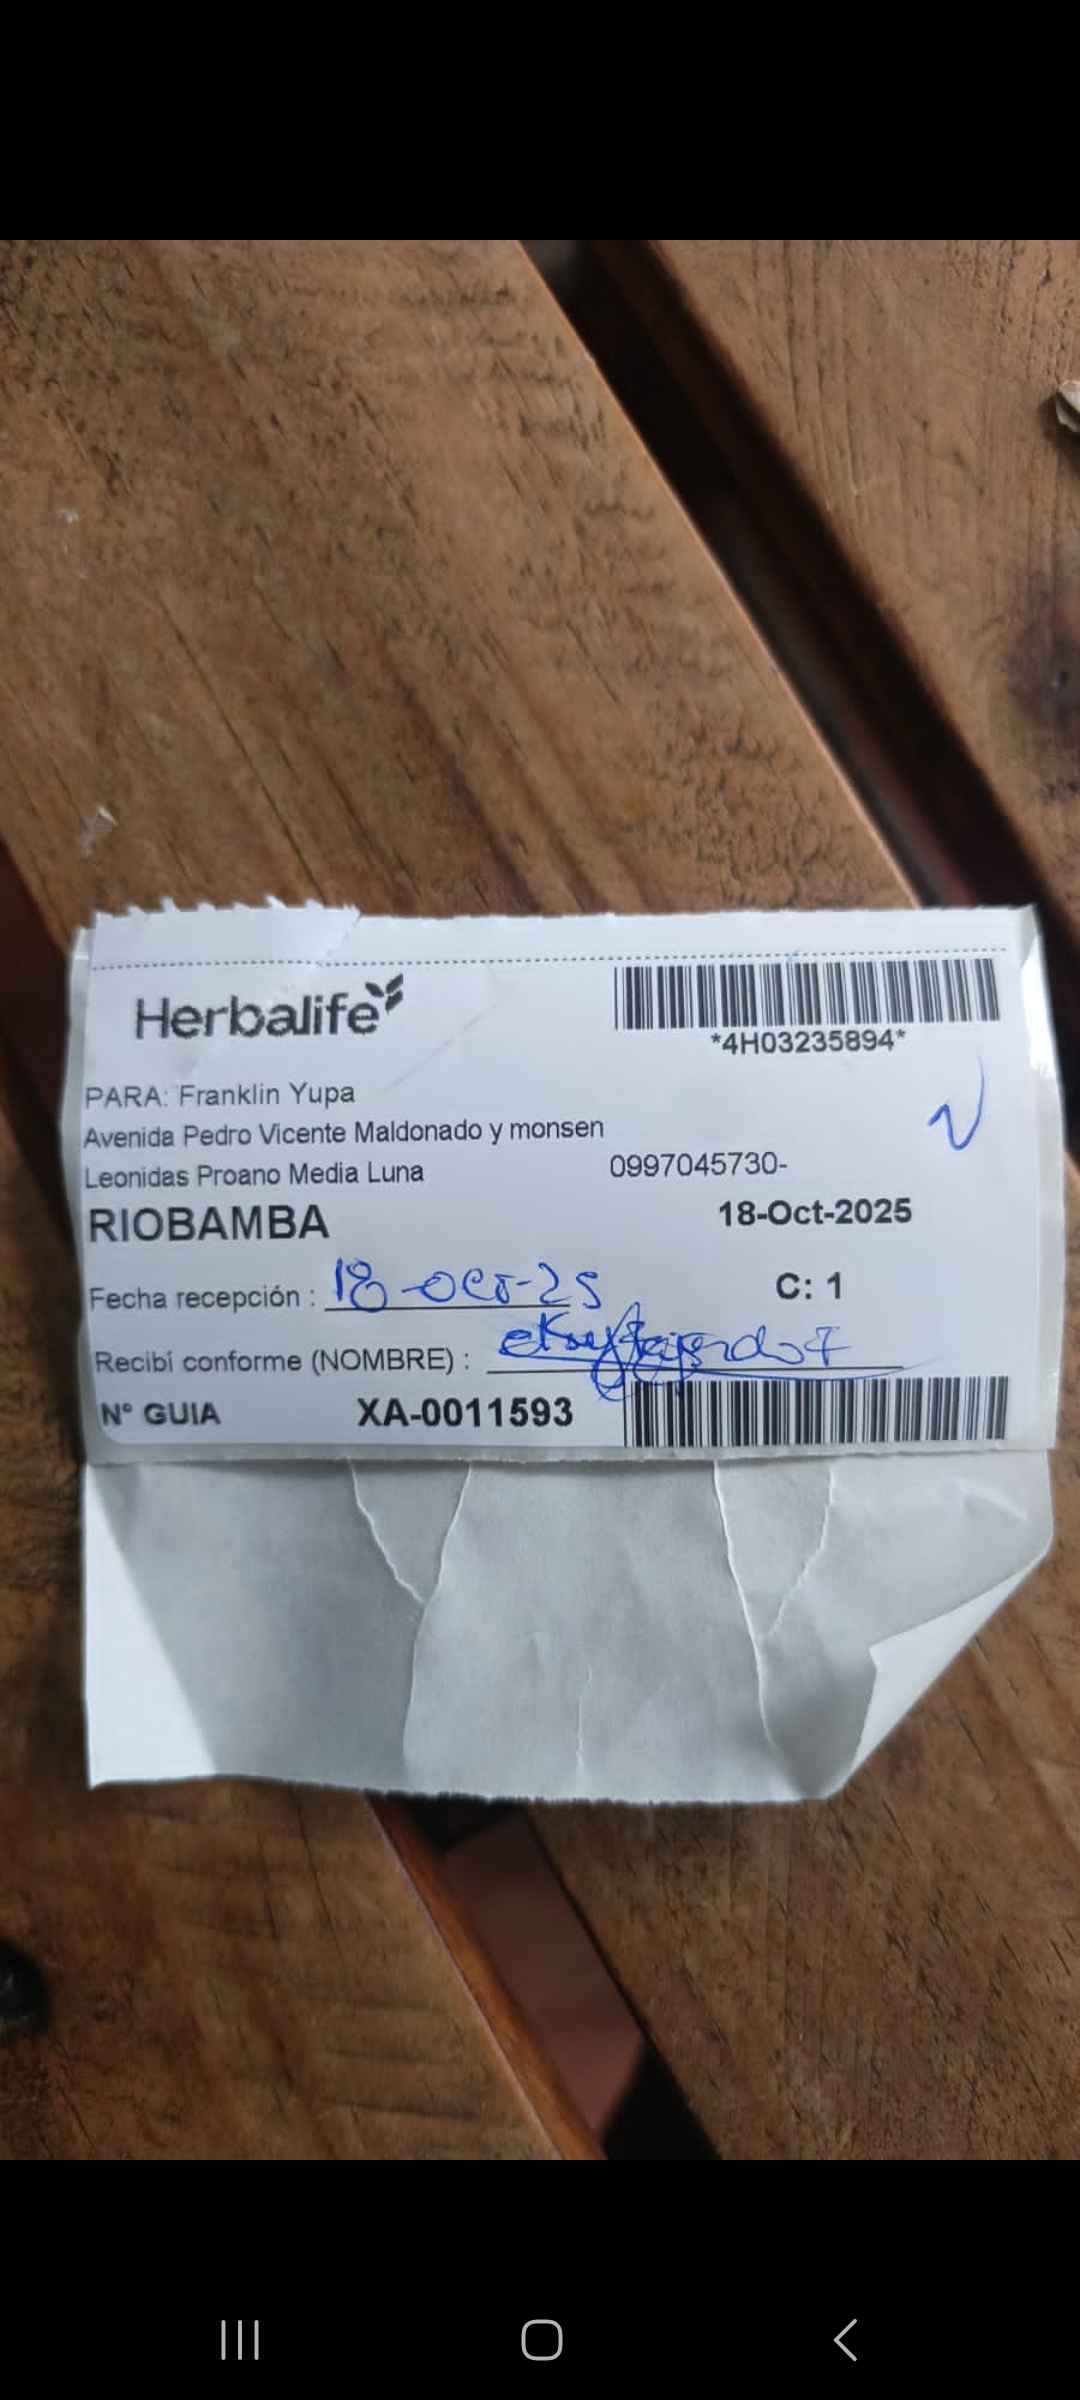 Herbalife
*4H03235894*
PARA: Franklin Yupa
Avenida Pedro Vicente Maldonado y monsen
Leonidas Proano Media Luna 0997045730-
RIOBAMBA 18-Oct-2025
Fecha recepción : 18-oct-25 C: 1
Recibí conforme (NOMBRE) :
N° GUIA XA-0011593